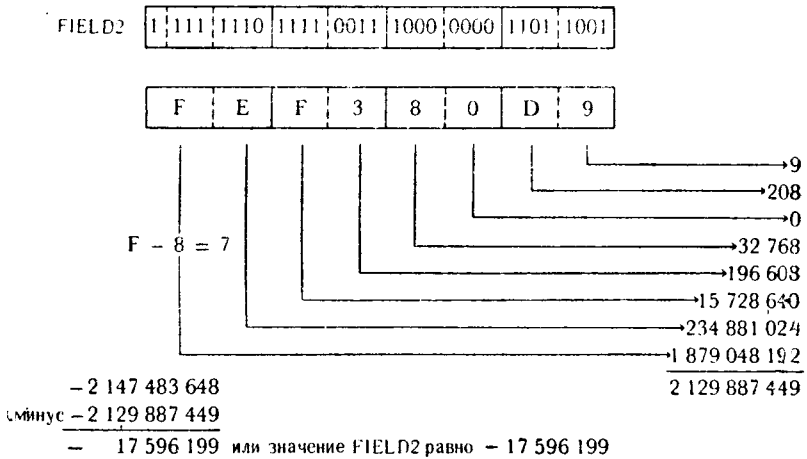 FIELD2 1 111 1110 1111 0011 1000 0000 1101 1001
F E F 3 8 0 D 9
9
208
0
F – 8 = 7
32 768
196 608
15 728 640
234 881 024
1 879 048 192
2 129 887 449
– 2 147 483 648
минус – 2 129 887 449
– 17 596 199 или значение FIELD2 равно – 17 596 199